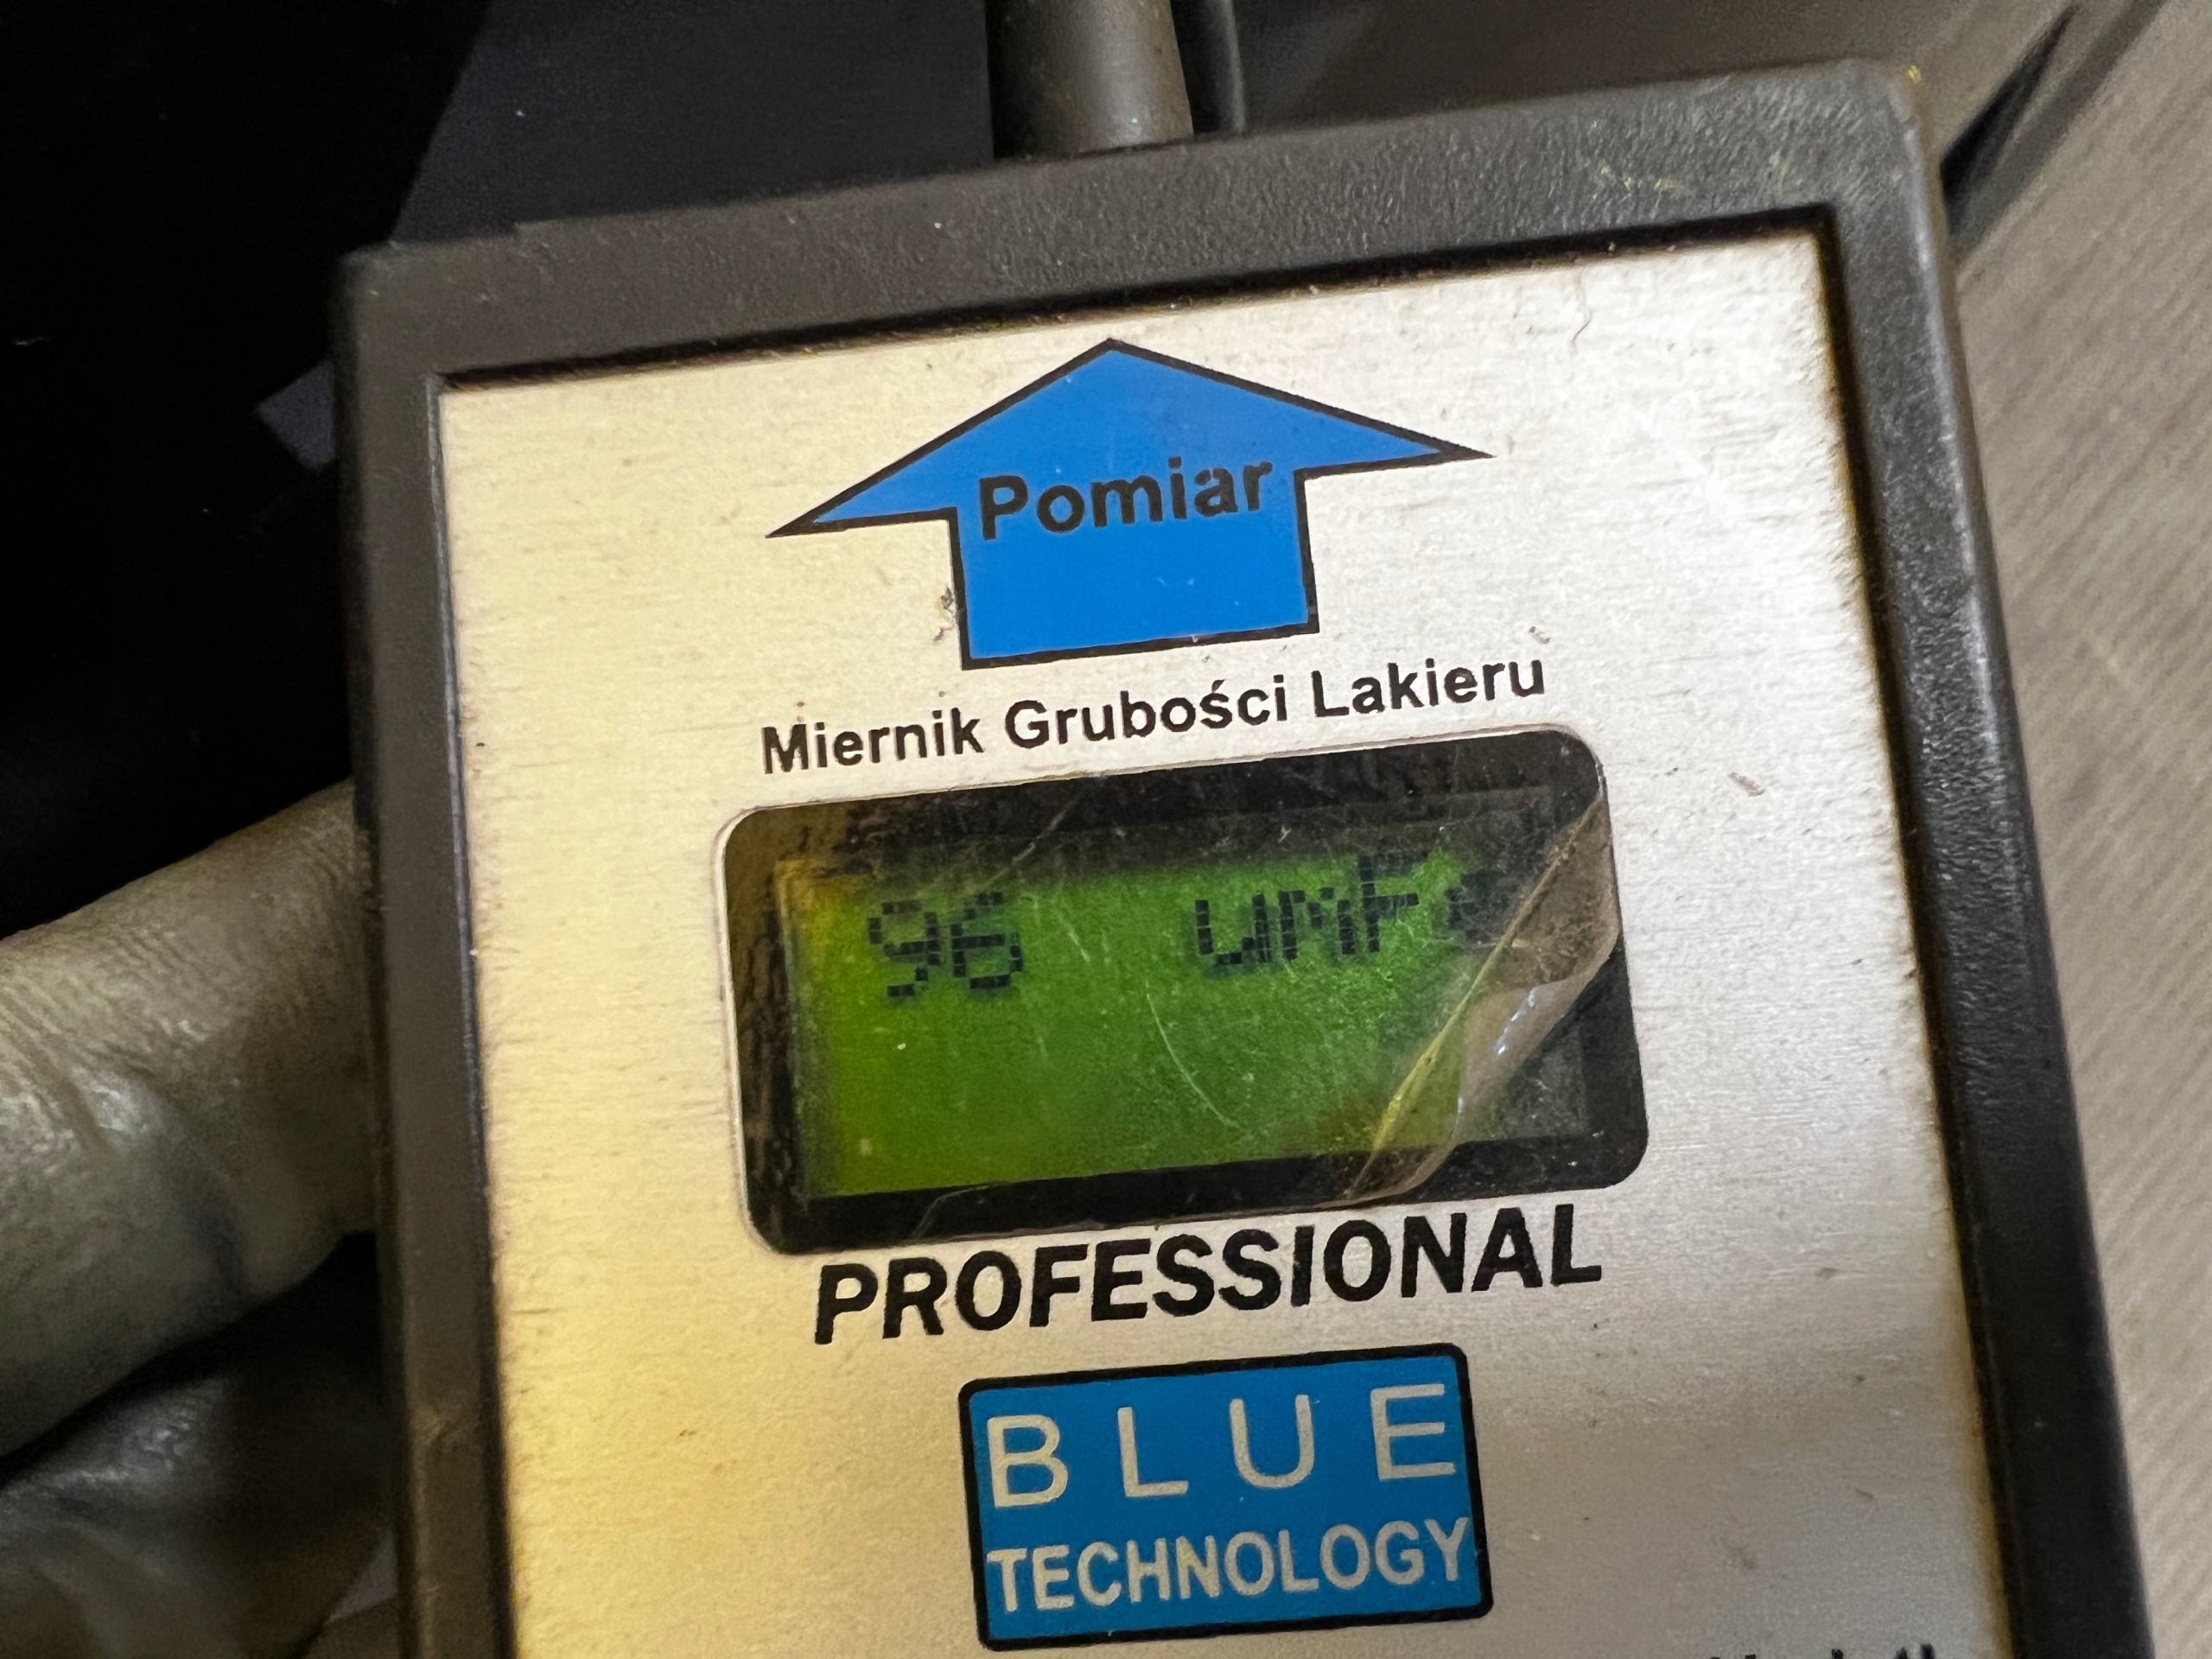 Pomiar
Miernik Grubości Lakieru
96 umFe
PROFESSIONAL
BLUE
TECHNOLOGY